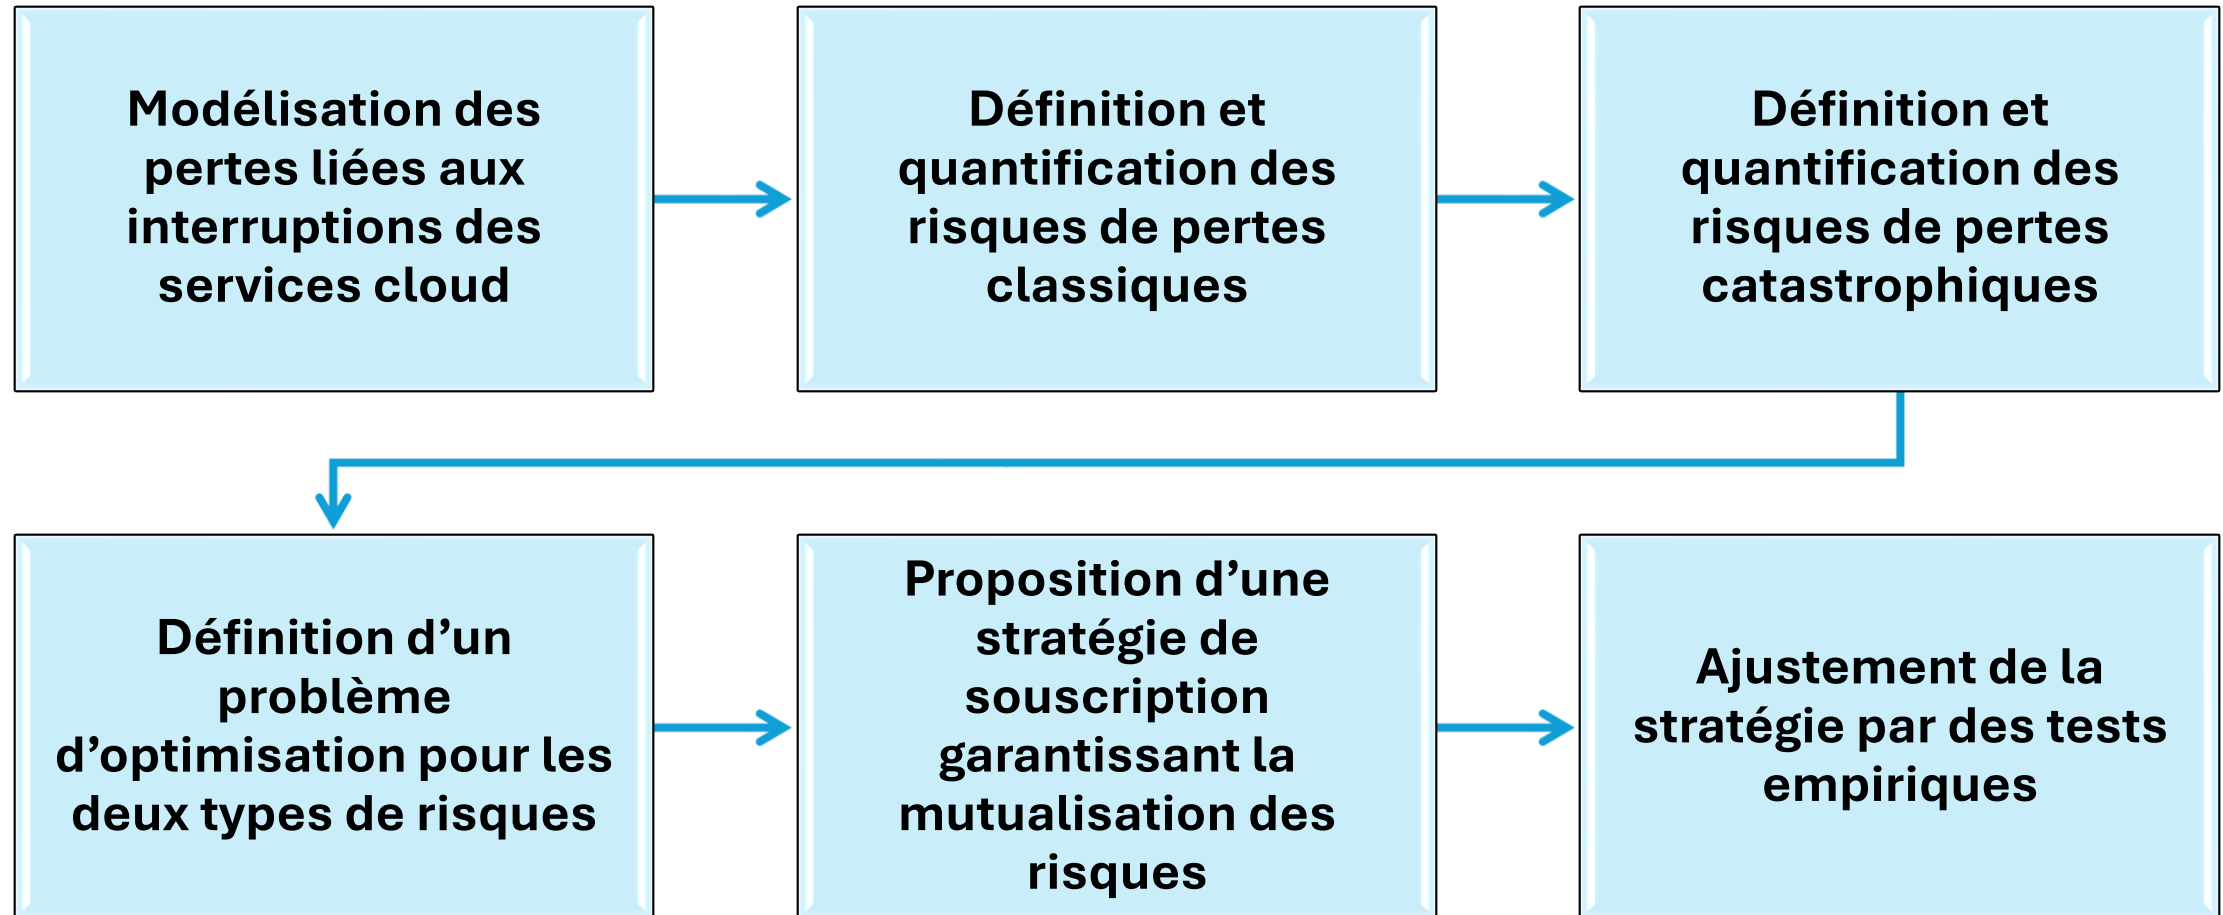 Modélisation des
pertes liées aux
interruptions des
services cloud
Définition et
quantification des
risques de pertes
classiques
Définition et
quantification des
risques de pertes
catastrophiques
Définition d’un
problème
d’optimisation pour les
deux types de risques
Proposition d’une
stratégie de
souscription
garantissant la
mutualisation des
risques
Ajustement de la
stratégie par des tests
empiriques